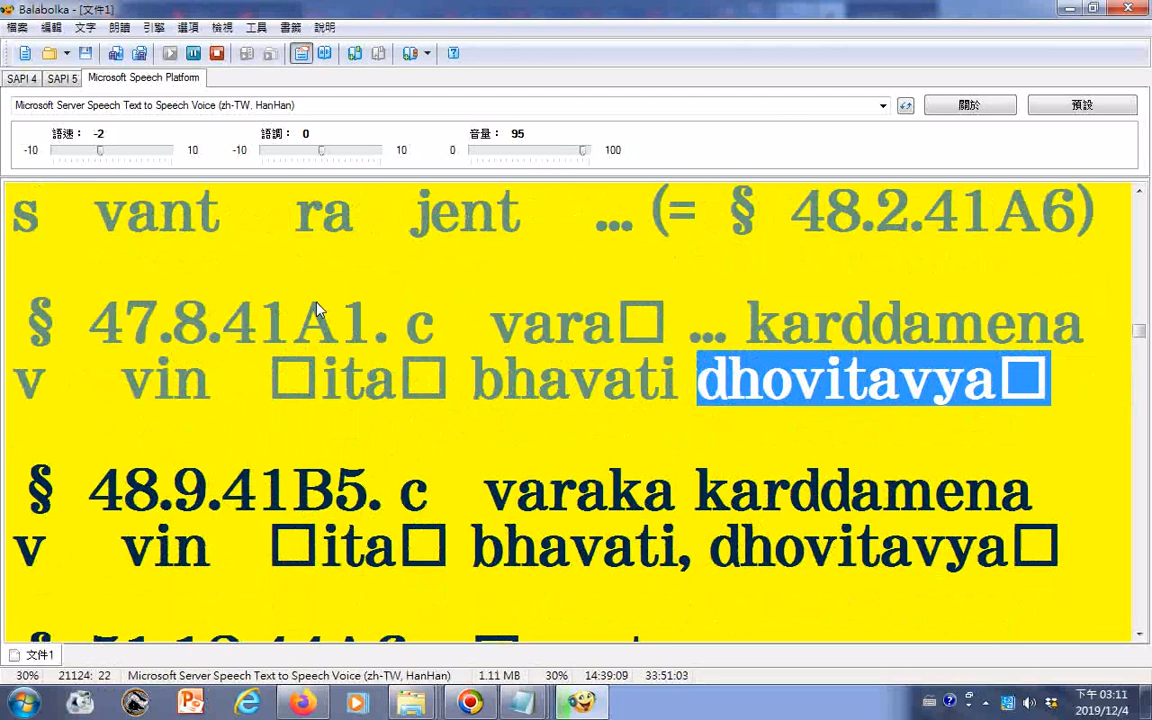 Balabolka - [文件1]
檔案 編輯 文字 朗讀 引擎 選項 檢視 工具 書籤 說明
SAPI 4 SAPI 5 Microsoft Speech Platform
Microsoft Server Speech Text to Speech Voice (zh-TW, HanHan) 關於 預設
語速： -2 語調： 0 音量： 95
-10 10 -10 10 0 100
s vant ra jent ... (= § 48.2.41A6)
§ 47.8.41A1. c vara□ ... karddamena
v vin □ita□ bhavati dhovitavya□
§ 48.9.41B5. c varaka karddamena
v vin □ita□ bhavati, dhovitavya□
文件1
30% 21124: 22 Microsoft Server Speech Text to Speech Voice (zh-TW, HanHan) 1.11 MB 30% 14:39:09 33:51:03
下午 03:11
2019/12/4